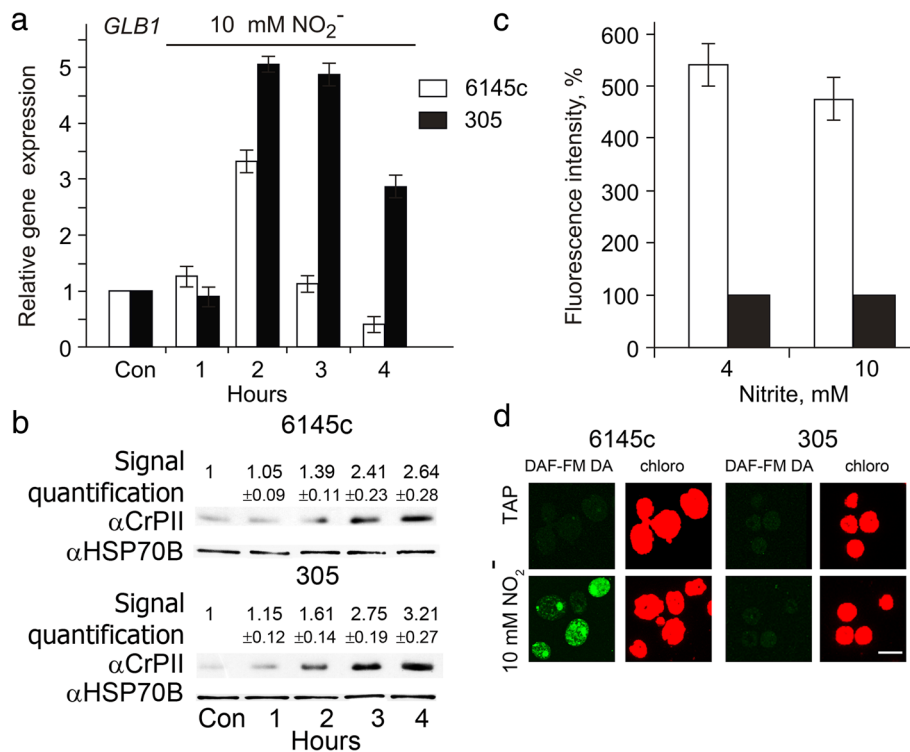 a
GLB1 10 mM NO2-
Relative gene expression
5
4
3
2
1
0
Con 1 2 3 4
Hours
6145c
305
c
Fluorescence intensity, %
600
500
400
300
200
100
0
4 10
Nitrite, mM
b
6145c
Signal quantification
1 1.05 1.39 2.41 2.64
±0.09 ±0.11 ±0.23 ±0.28
αCrPII
αHSP70B
305
Signal quantification
1 1.15 1.61 2.75 3.21
±0.12 ±0.14 ±0.19 ±0.27
αCrPII
αHSP70B
Con 1 2 3 4
Hours
d
6145c 305
DAF-FM DA chloro DAF-FM DA chloro
TAP
10 mM NO2-